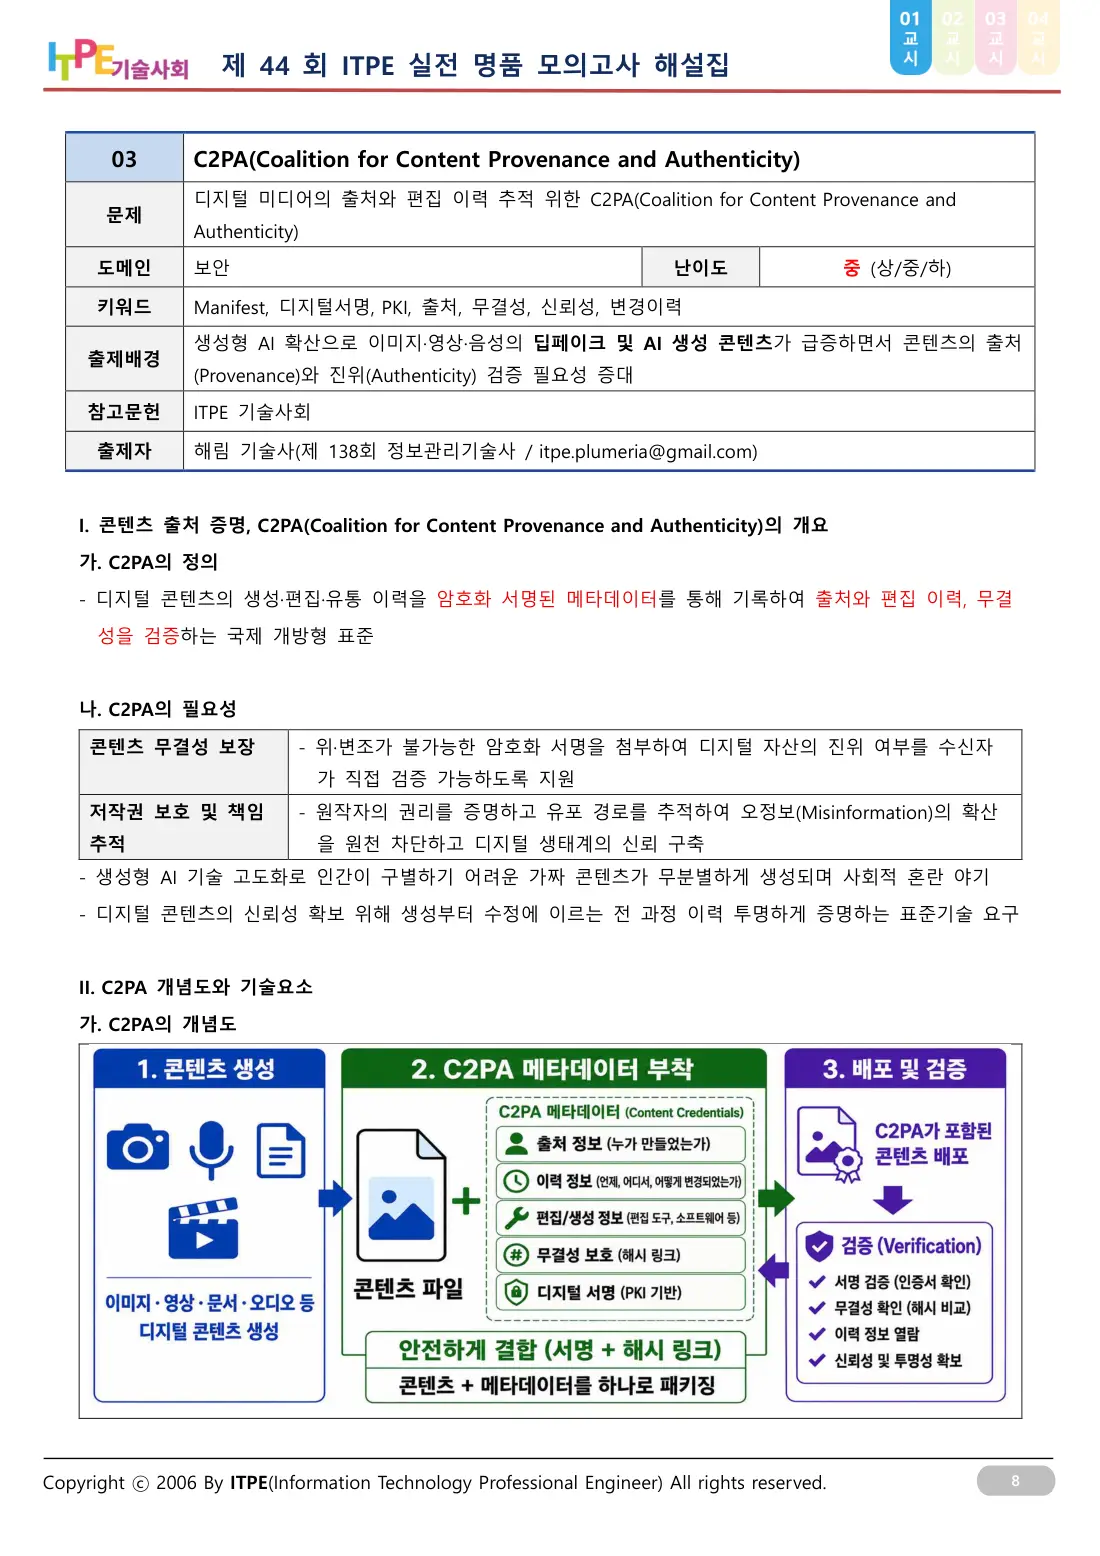 ITPE기술사회
제 44 회 ITPE 실전 명품 모의고사 해설집
01 교시
02 교시
03 교시
04 교시
03
C2PA(Coalition for Content Provenance and Authenticity)
문제
디지털 미디어의 출처와 편집 이력 추적 위한 C2PA(Coalition for Content Provenance and
Authenticity)
도메인
보안
난이도
중 (상/중/하)
키워드
Manifest, 디지털서명, PKI, 출처, 무결성, 신뢰성, 변경이력
출제배경
생성형 AI 확산으로 이미지·영상·음성의 딥페이크 및 AI 생성 콘텐츠가 급증하면서 콘텐츠의 출처
(Provenance)와 진위(Authenticity) 검증 필요성 증대
참고문헌
ITPE 기술사회
출제자
해림 기술사(제 138회 정보관리기술사 / itpe.plumeria@gmail.com)
I. 콘텐츠 출처 증명, C2PA(Coalition for Content Provenance and Authenticity)의 개요
가. C2PA의 정의
- 디지털 콘텐츠의 생성·편집·유통 이력을 암호화 서명된 메타데이터를 통해 기록하여 출처와 편집 이력, 무결
성을 검증하는 국제 개방형 표준
나. C2PA의 필요성
콘텐츠 무결성 보장
- 위·변조가 불가능한 암호화 서명을 첨부하여 디지털 자산의 진위 여부를 수신자
가 직접 검증 가능하도록 지원
저작권 보호 및 책임
추적
- 원작자의 권리를 증명하고 유포 경로를 추적하여 오정보(Misinformation)의 확산
을 원천 차단하고 디지털 생태계의 신뢰 구축
- 생성형 AI 기술 고도화로 인간이 구별하기 어려운 가짜 콘텐츠가 무분별하게 생성되며 사회적 혼란 야기
- 디지털 콘텐츠의 신뢰성 확보 위해 생성부터 수정에 이르는 전 과정 이력 투명하게 증명하는 표준기술 요구
II. C2PA 개념도와 기술요소
가. C2PA의 개념도
1. 콘텐츠 생성
이미지 · 영상 · 문서 · 오디오 등
디지털 콘텐츠 생성
2. C2PA 메타데이터 부착
콘텐츠 파일
C2PA 메타데이터 (Content Credentials)
출처 정보 (누가 만들었는가)
이력 정보 (언제, 어디서, 어떻게 변경되었는가)
편집/생성 정보 (편집 도구, 소프트웨어 등)
무결성 보호 (해시 링크)
디지털 서명 (PKI 기반)
안전하게 결합 (서명 + 해시 링크)
콘텐츠 + 메타데이터를 하나로 패키징
3. 배포 및 검증
C2PA가 포함된
콘텐츠 배포
검증 (Verification)
서명 검증 (인증서 확인)
무결성 확인 (해시 비교)
이력 정보 열람
신뢰성 및 투명성 확보
Copyright ⓒ 2006 By ITPE(Information Technology Professional Engineer) All rights reserved.
8